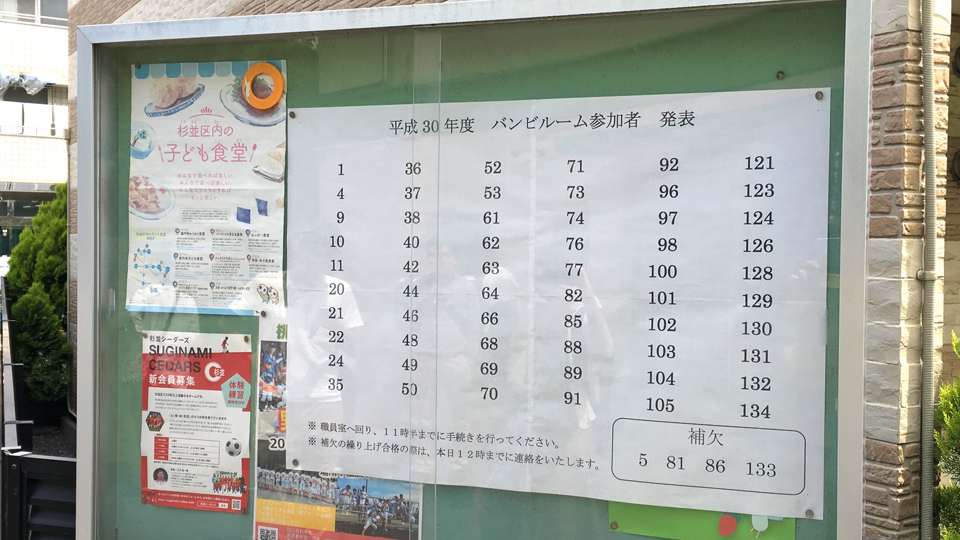 平成30年度 バンビルーム参加者 発表
1 36 52 71 92 121
4 37 53 73 96 123
9 38 61 74 97 124
10 40 62 76 98 126
11 42 63 77 100 128
20 44 64 82 101 129
21 46 66 85 102 130
22 48 68 88 103 131
24 49 69 89 104 132
35 50 70 91 105 134
※ 職員室へ回り、11時半までに手続きを行ってください。
※ 補欠の繰り上げ合格の際は、本日12時までに連絡をいたします。
補欠
5 81 86 133
杉並区内の
子ども食堂
杉並シーダーズ
SUGINAMI
CEDARS
新会員募集
杉並
体験
練習
桃
20